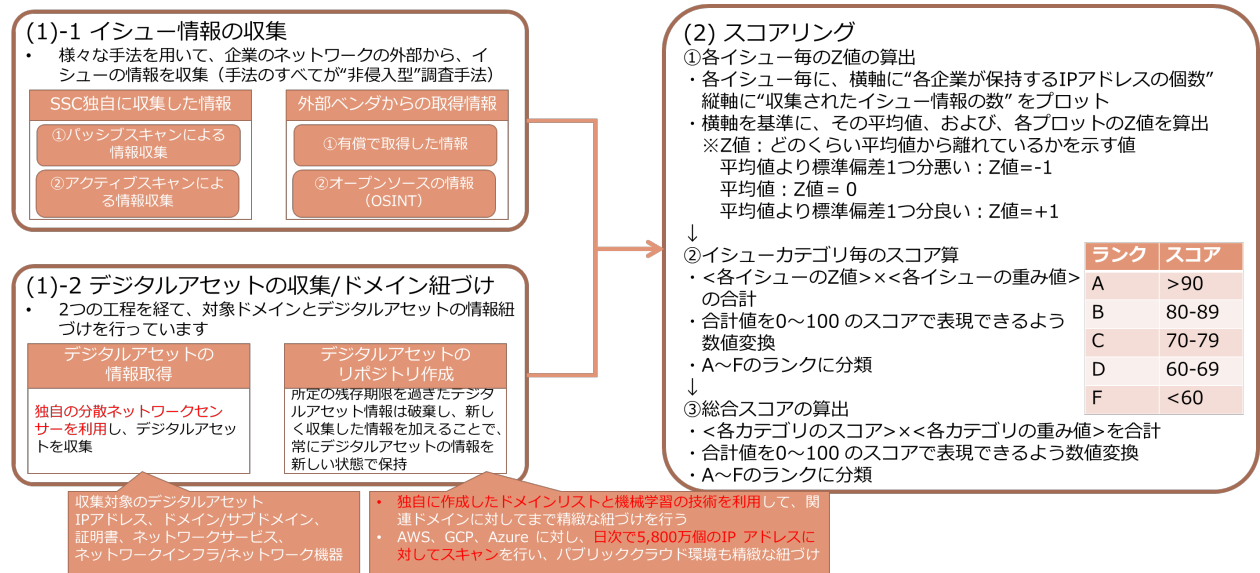 (1)-1 イシュー情報の収集
• 様々な手法を用いて、企業のネットワークの外部から、イ
シューの情報を収集（手法のすべてが“非侵入型”調査手法）
SSC独自に収集した情報
①パッシブスキャンによる
情報収集
②アクティブスキャンによ
る情報収集
外部ベンダからの取得情報
①有償で取得した情報
②オープンソースの情報
（OSINT）
(1)-2 デジタルアセットの収集/ドメイン紐づけ
• 2つの工程を経て、対象ドメインとデジタルアセットの情報紐
づけを行っています
デジタルアセットの
情報取得
独自の分散ネットワークセン
サーを利用し、デジタルアセッ
トを収集
デジタルアセットの
リポジトリ作成
所定の残存期限を過ぎたデジタ
ルアセット情報は破棄し、新し
く収集した情報を加えることで、
常にデジタルアセットの情報を
新しい状態で保持
収集対象のデジタルアセット
IPアドレス、ドメイン/サブドメイン、
証明書、ネットワークサービス、
ネットワークインフラ/ネットワーク機器
• 独自に作成したドメインリストと機械学習の技術を利用して、関
連ドメインに対してまで精緻な紐づけを行う
• AWS、GCP、Azure に対し、日次で5,800万個のIP アドレスに
対してスキャンを行い、パブリッククラウド環境も精緻な紐づけ
(2) スコアリング
①各イシュー毎のZ値の算出
・各イシュー毎に、横軸に“各企業が保持するIPアドレスの個数”
縦軸に“収集されたイシュー情報の数” をプロット
・横軸を基準に、その平均値、および、各プロットのZ値を算出
※Z値：どのくらい平均値から離れているかを示す値
平均値より標準偏差1つ分悪い：Z値=-1
平均値：Z値 = 0
平均値より標準偏差1つ分良い：Z値=+1
↓
②イシューカテゴリ毎のスコア算
・<各イシューのZ値>×<各イシューの重み値>
の合計
・合計値を0～100 のスコアで表現できるよう
数値変換
・A～Fのランクに分類
↓
③総合スコアの算出
・<各カテゴリのスコア>×<各カテゴリの重み値>を合計
・合計値を0～100 のスコアで表現できるよう数値変換
・A～Fのランクに分類
ランク スコア
A >90
B 80-89
C 70-79
D 60-69
F <60